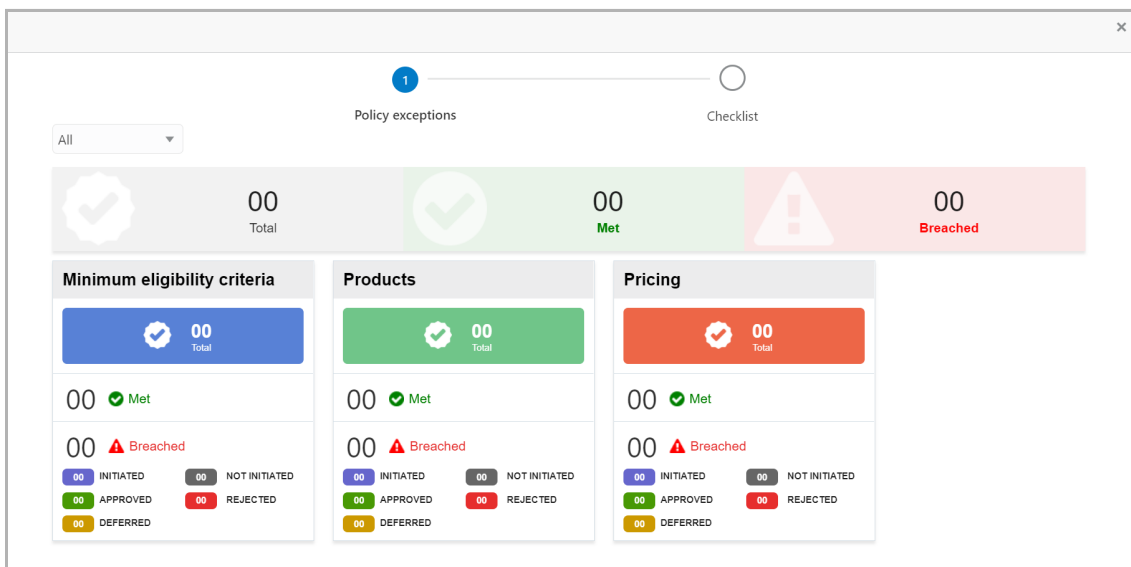 ×
1
Policy exceptions
Checklist
All
00
Total
00
Met
00
Breached
Minimum eligibility criteria
00
Total
00 Met
00 Breached
00 INITIATED 00 NOT INITIATED
00 APPROVED 00 REJECTED
00 DEFERRED
Products
00
Total
00 Met
00 Breached
00 INITIATED 00 NOT INITIATED
00 APPROVED 00 REJECTED
00 DEFERRED
Pricing
00
Total
00 Met
00 Breached
00 INITIATED 00 NOT INITIATED
00 APPROVED 00 REJECTED
00 DEFERRED